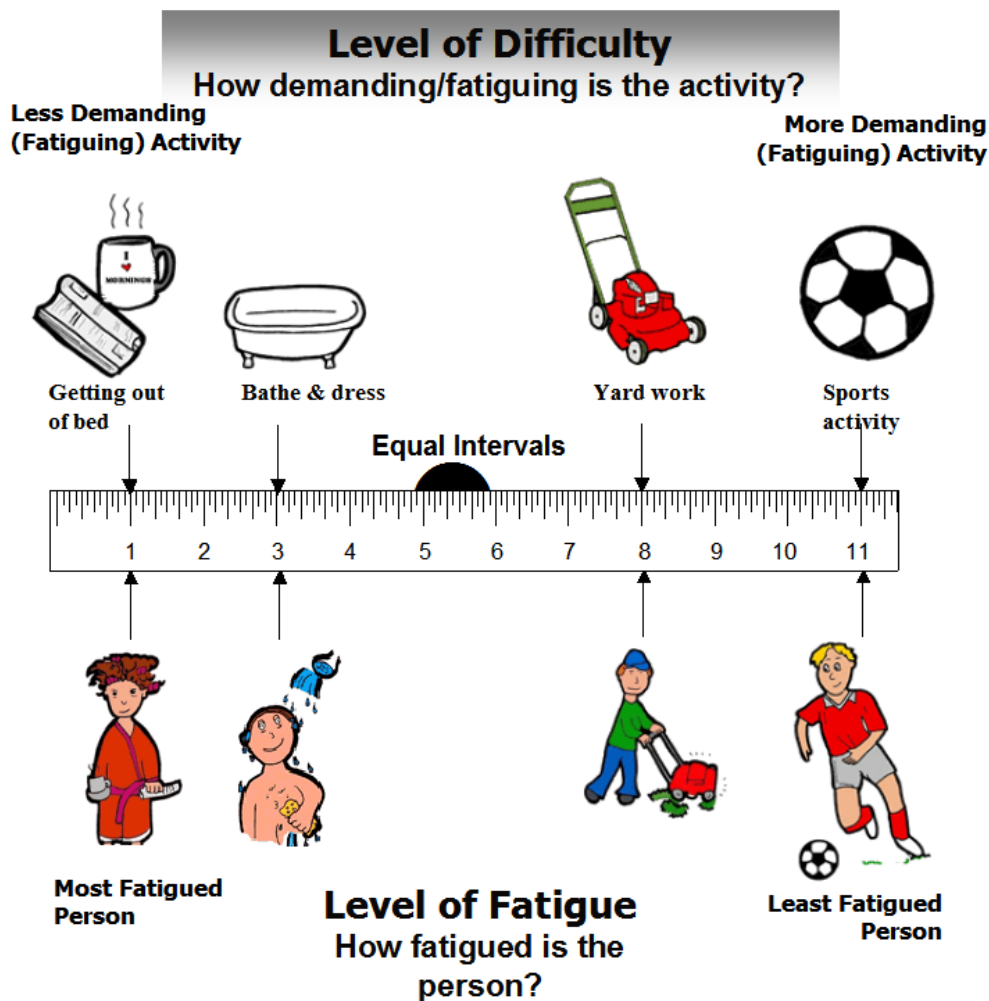 Level of Difficulty
How demanding/fatiguing is the activity?
Less Demanding
(Fatiguing) Activity
More Demanding
(Fatiguing) Activity
I
MORNINGS
Getting out
of bed
Bathe & dress
Yard work
Sports
activity
Equal Intervals
1 2 3 4 5 6 7 8 9 10 11
Most Fatigued
Person
Level of Fatigue
How fatigued is the
person?
Least Fatigued
Person